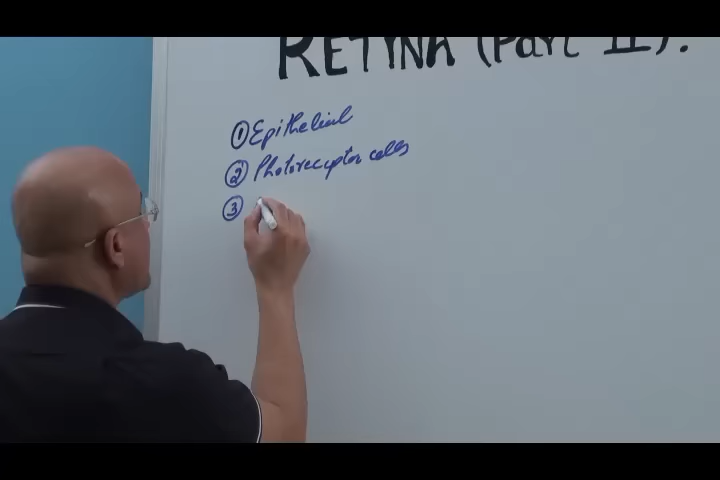 RETINA (Part II).
① Epithelial
② Photoreceptor cells
③